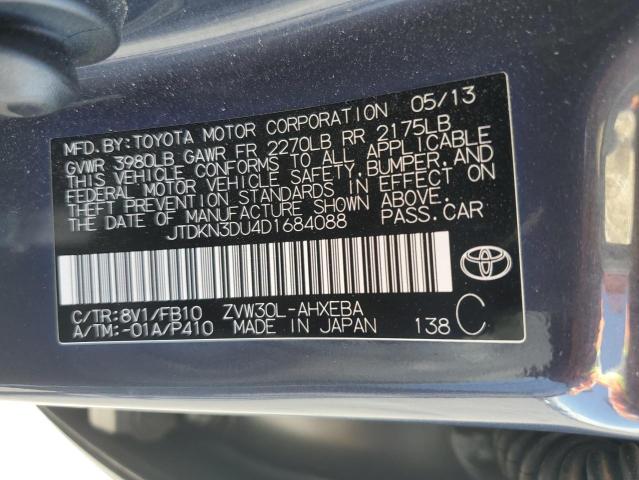 MFD. BY: TOYOTA MOTOR CORPORATION 05/13
GVWR 3980LB GAWR FR 2270LB RR 2175LB
THIS VEHICLE CONFORMS TO ALL APPLICABLE
FEDERAL MOTOR VEHICLE SAFETY, BUMPER, AND
THEFT PREVENTION STANDARDS IN EFFECT ON
THE DATE OF MANUFACTURE SHOWN ABOVE.
JTDKN3DU4D1684088 PASS. CAR
C/TR: 8V1/FB10 ZVW30L-AHXEBA
A/TM: -01A/P410 MADE IN JAPAN 138 C